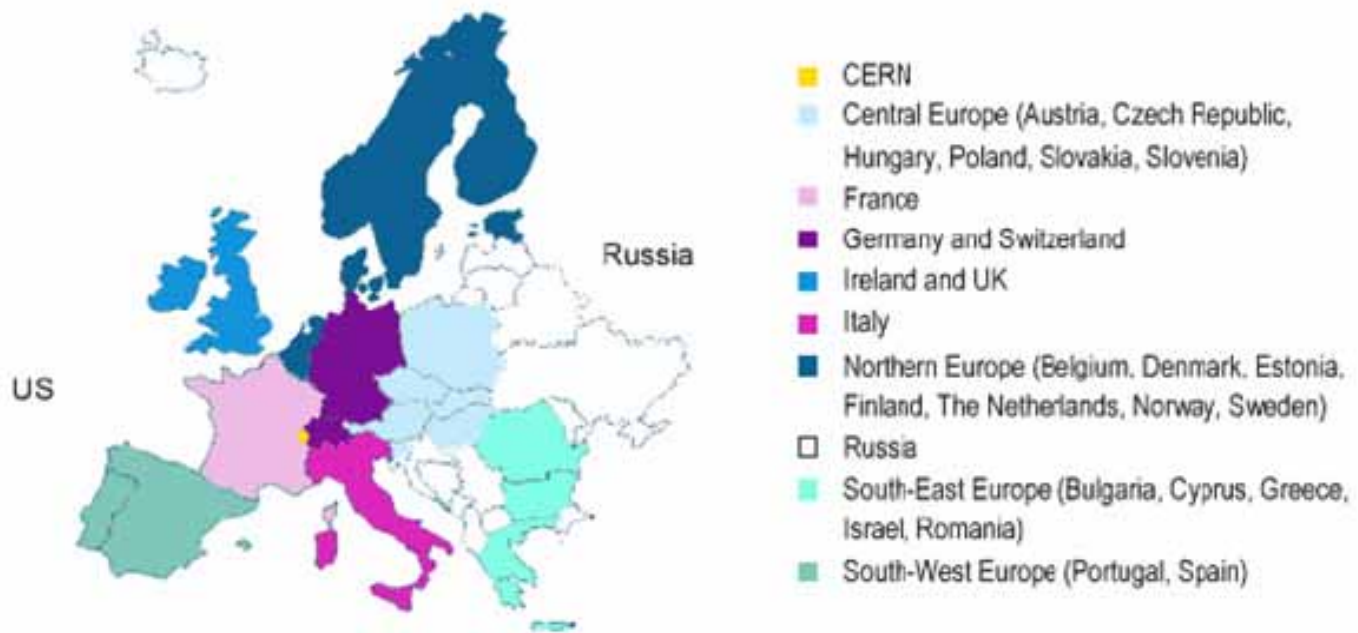 CERN
Central Europe (Austria, Czech Republic,
Hungary, Poland, Slovakia, Slovenia)
France
Germany and Switzerland
Russia
Ireland and UK
Italy
US
Northern Europe (Belgium, Denmark, Estonia,
Finland, The Netherlands, Norway, Sweden)
Russia
South-East Europe (Bulgaria, Cyprus, Greece,
Israel, Romania)
South-West Europe (Portugal, Spain)